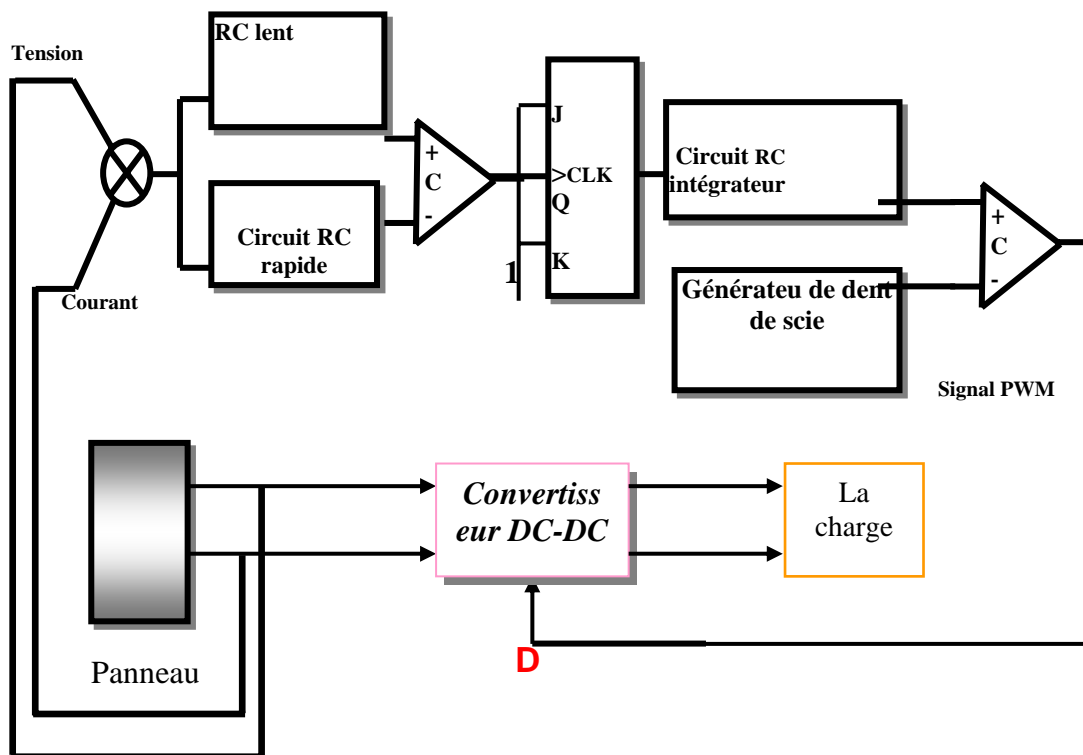 RC lent
Tension
J
+
C
-
>CLK
Q
K
1
Circuit RC
intégrateur
+
C
-
Circuit RC
rapide
Courant
Générateu de dent
de scie
Signal PWM
Convertiss
eur DC-DC
La
charge
D
Panneau